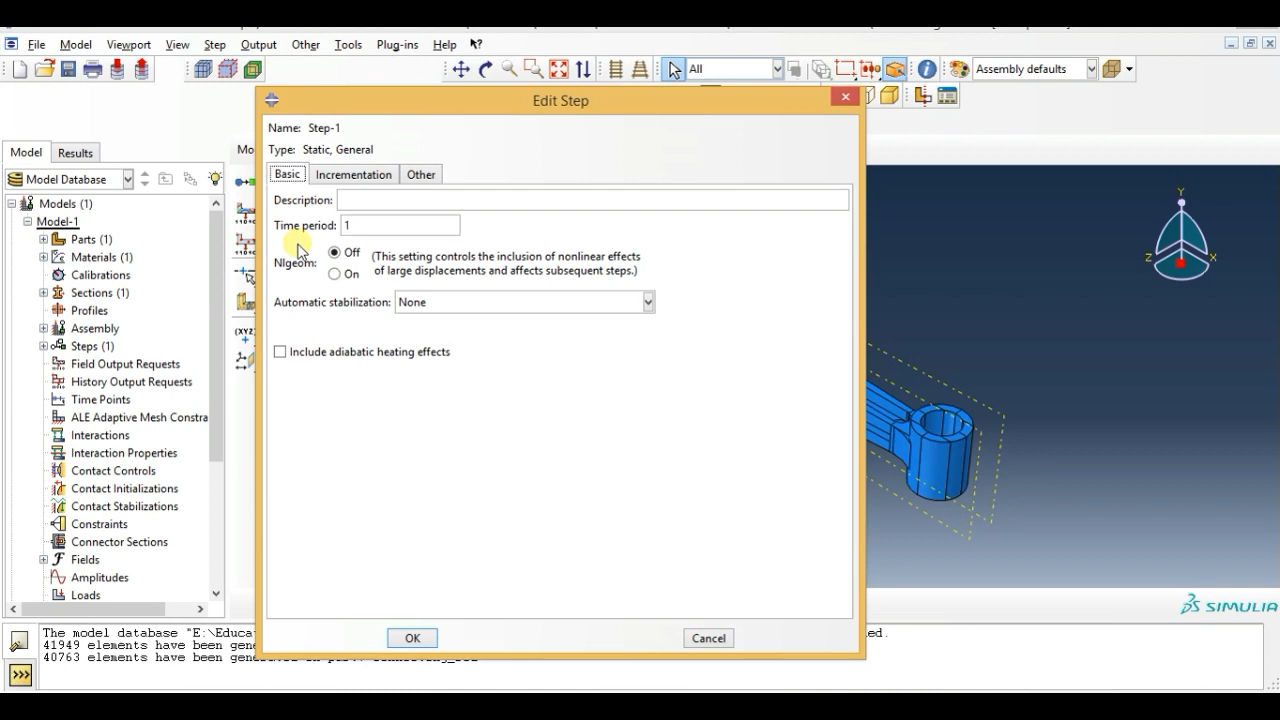 File Model Viewport View Step Output Other Tools Plug-ins Help
All
Assembly defaults
Edit Step
Name: Step-1
Type: Static, General
Basic Incrementation Other
Description:
Time period: 1
Nlgeom:
Off
On
(This setting controls the inclusion of nonlinear effects
of large displacements and affects subsequent steps.)
Automatic stabilization: None
Include adiabatic heating effects
OK Cancel
Model Results
Model Database
Models (1)
Model-1
Parts (1)
Materials (1)
Calibrations
Sections (1)
Profiles
Assembly
Steps (1)
Field Output Requests
History Output Requests
Time Points
ALE Adaptive Mesh Constra
Interactions
Interaction Properties
Contact Controls
Contact Initializations
Contact Stabilizations
Constraints
Connector Sections
Fields
Amplitudes
Loads
(XYZ)
Y
Z X
SIMULIA
The model database "E:\Educa
41949 elements have been gen
40763 elements have been